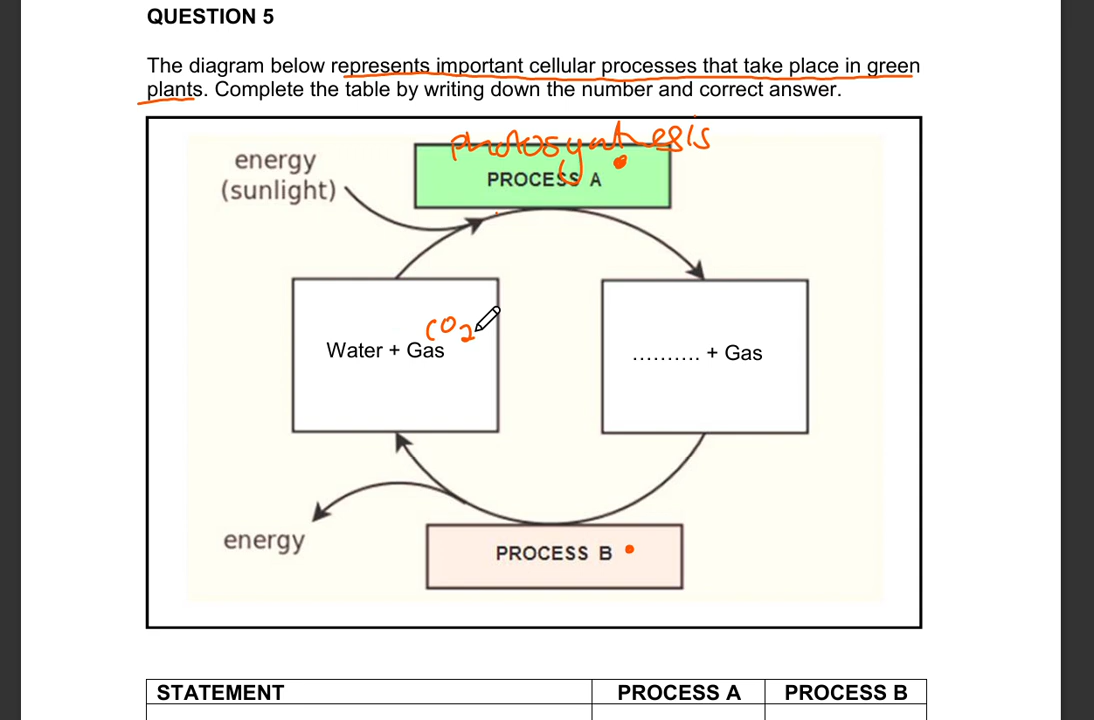 QUESTION 5
The diagram below represents important cellular processes that take place in green
plants. Complete the table by writing down the number and correct answer.
photosynthesis
energy
(sunlight)
PROCESS A
CO2
Water + Gas
.......... + Gas
energy
PROCESS B
STATEMENT PROCESS A PROCESS B